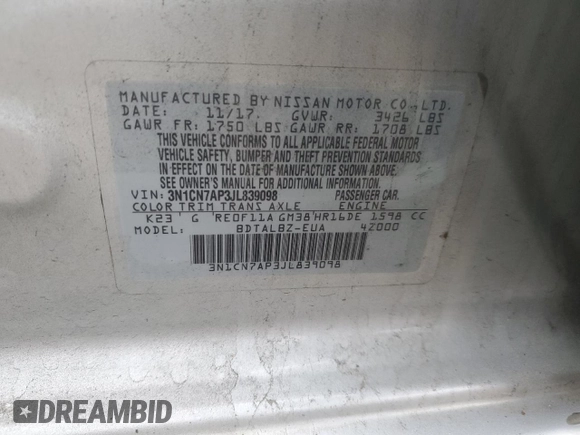 MANUFACTURED BY NISSAN MOTOR CO., LTD.
DATE: 11/17. GVWR: 3426 LBS
GAWR FR: 1750 LBS GAWR RR: 1708 LBS
THIS VEHICLE CONFORMS TO ALL APPLICABLE FEDERAL MOTOR
VEHICLE SAFETY, BUMPER AND THEFT PREVENTION STANDARDS
IN EFFECT ON THE DATE OF MANUFACTURE SHOWN ABOVE.
SEE OWNER'S MANUAL FOR ADDITIONAL INFORMATION.
VIN: 3N1CN7AP3JL839098 PASSENGER CAR.
COLOR TRIM TRANS AXLE ENGINE
K23 G RE0F11A GM38 HR16DE 1598 CC
MODEL: BDTALBZ-EUA 4Z000
3N1CN7AP3JL839098
DREAMBID